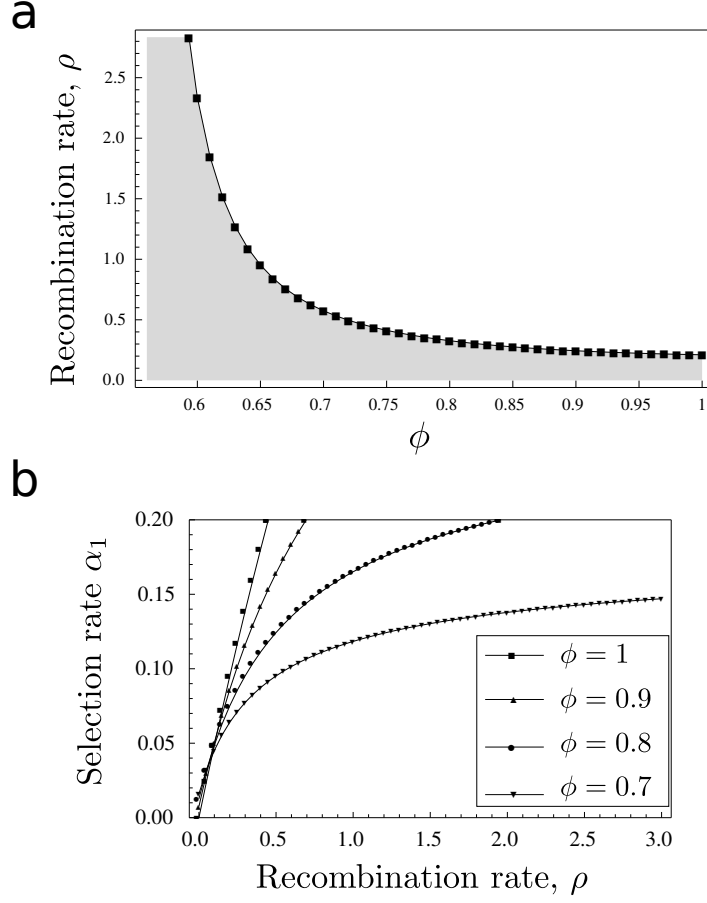 a
Recombination rate, ρ
2.5
2.0
1.5
1.0
0.5
0.0
0.6 0.65 0.7 0.75 0.8 0.85 0.9 0.95 1
ϕ
b
Selection rate α₁
0.20
0.15
0.10
0.05
0.00
ϕ = 1
ϕ = 0.9
ϕ = 0.8
ϕ = 0.7
0.0 0.5 1.0 1.5 2.0 2.5 3.0
Recombination rate, ρ